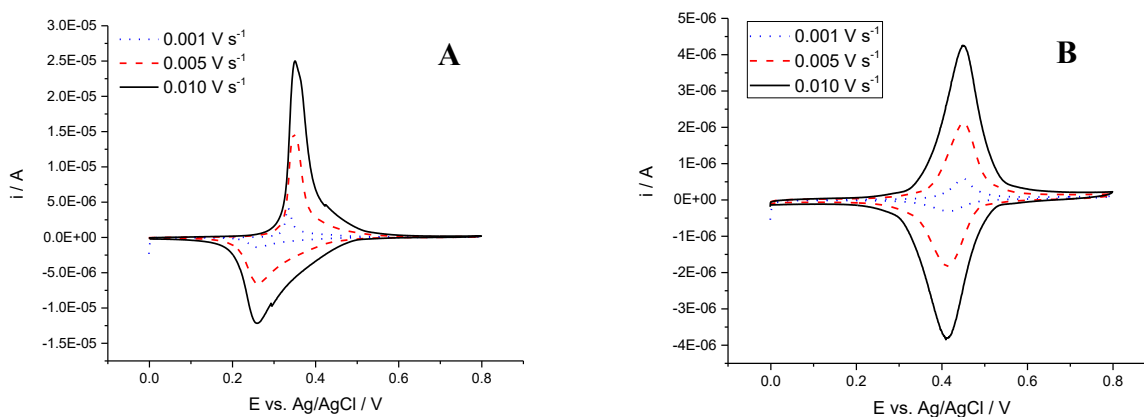 A
0.001 V s⁻¹
0.005 V s⁻¹
0.010 V s⁻¹
3.0E-05
2.5E-05
2.0E-05
1.5E-05
1.0E-05
5.0E-06
0.0E+00
-5.0E-06
-1.0E-05
-1.5E-05
i / A
0.0 0.2 0.4 0.6 0.8
E vs. Ag/AgCl / V
B
0.001 V s⁻¹
0.005 V s⁻¹
0.010 V s⁻¹
5E-06
4E-06
3E-06
2E-06
1E-06
0E+00
-1E-06
-2E-06
-3E-06
-4E-06
i / A
0.0 0.2 0.4 0.6 0.8
E vs. Ag/AgCl / V